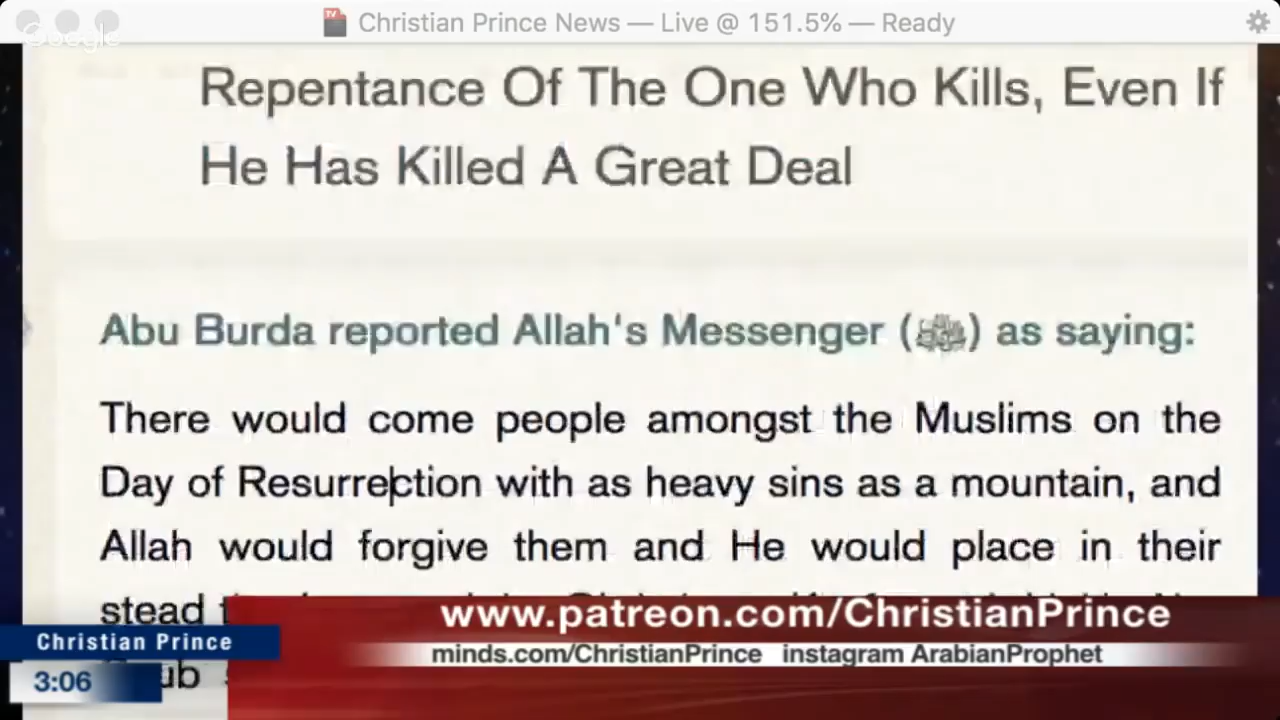 Christian Prince News — Live @ 151.5% — Ready
Google
Repentance Of The One Who Kills, Even If
He Has Killed A Great Deal
Abu Burda reported Allah's Messenger (ﷺ) as saying:
There would come people amongst the Muslims on the
Day of Resurrection with as heavy sins as a mountain, and
Allah would forgive them and He would place in their
stead
www.patreon.com/ChristianPrince
Christian Prince
minds.com/ChristianPrince instagram ArabianProphet
3:06